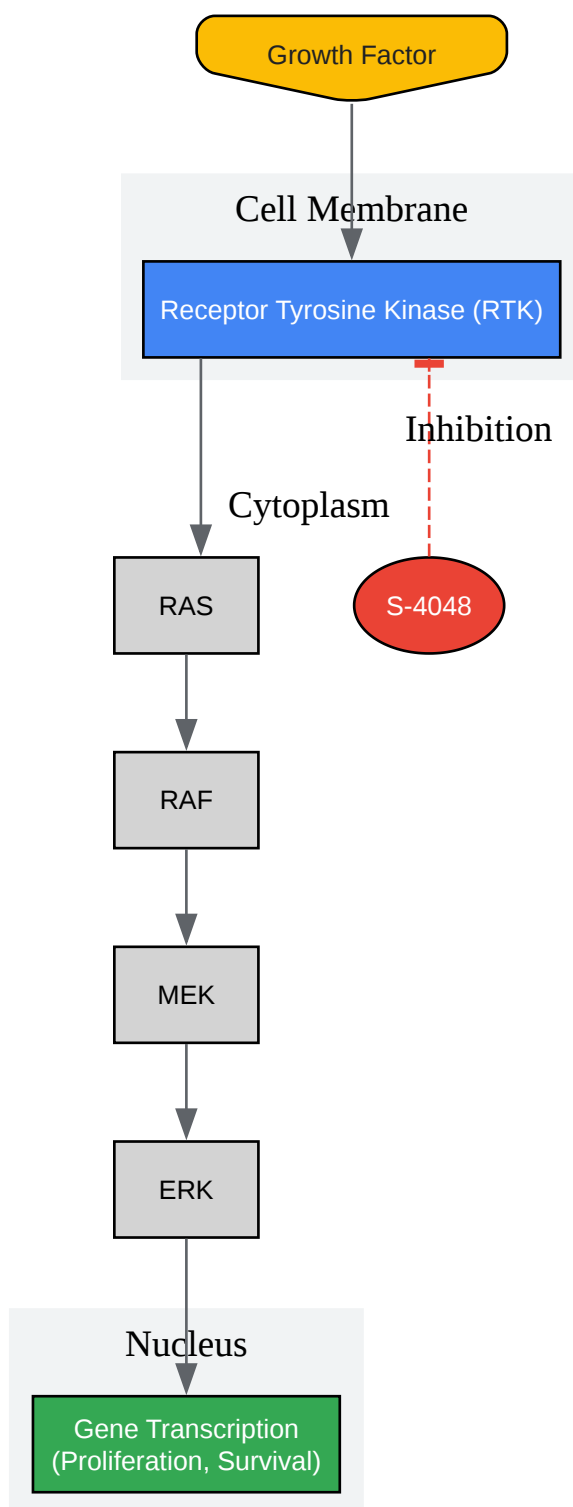 Growth Factor
Cell Membrane
Receptor Tyrosine Kinase (RTK)
Inhibition
Cytoplasm
RAS
S-4048
RAF
MEK
ERK
Nucleus
Gene Transcription
(Proliferation, Survival)